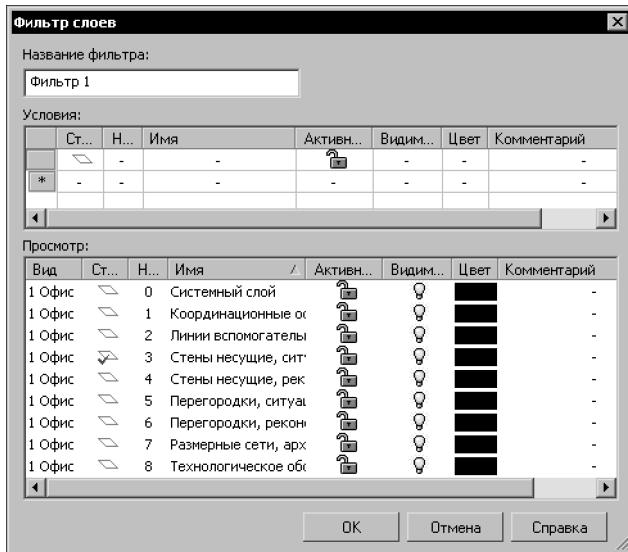 Фильтр слоев
Название фильтра:
Фильтр 1
Условия:
Ст... Н... Имя Активн... Видим... Цвет Комментарий
- - - - -
* - - - - - - -
Просмотр:
Вид Ст... Н... Имя Активн... Видим... Цвет Комментарий
1 Офис 0 Системный слой -
1 Офис 1 Координационные ос -
1 Офис 2 Линии вспомогательн -
1 Офис 3 Стены несущие, сит -
1 Офис 4 Стены несущие, рек -
1 Офис 5 Перегородки, ситуац -
1 Офис 6 Перегородки, реконс -
1 Офис 7 Размерные сети, арх -
1 Офис 8 Технологическое обо -
OK Отмена Справка